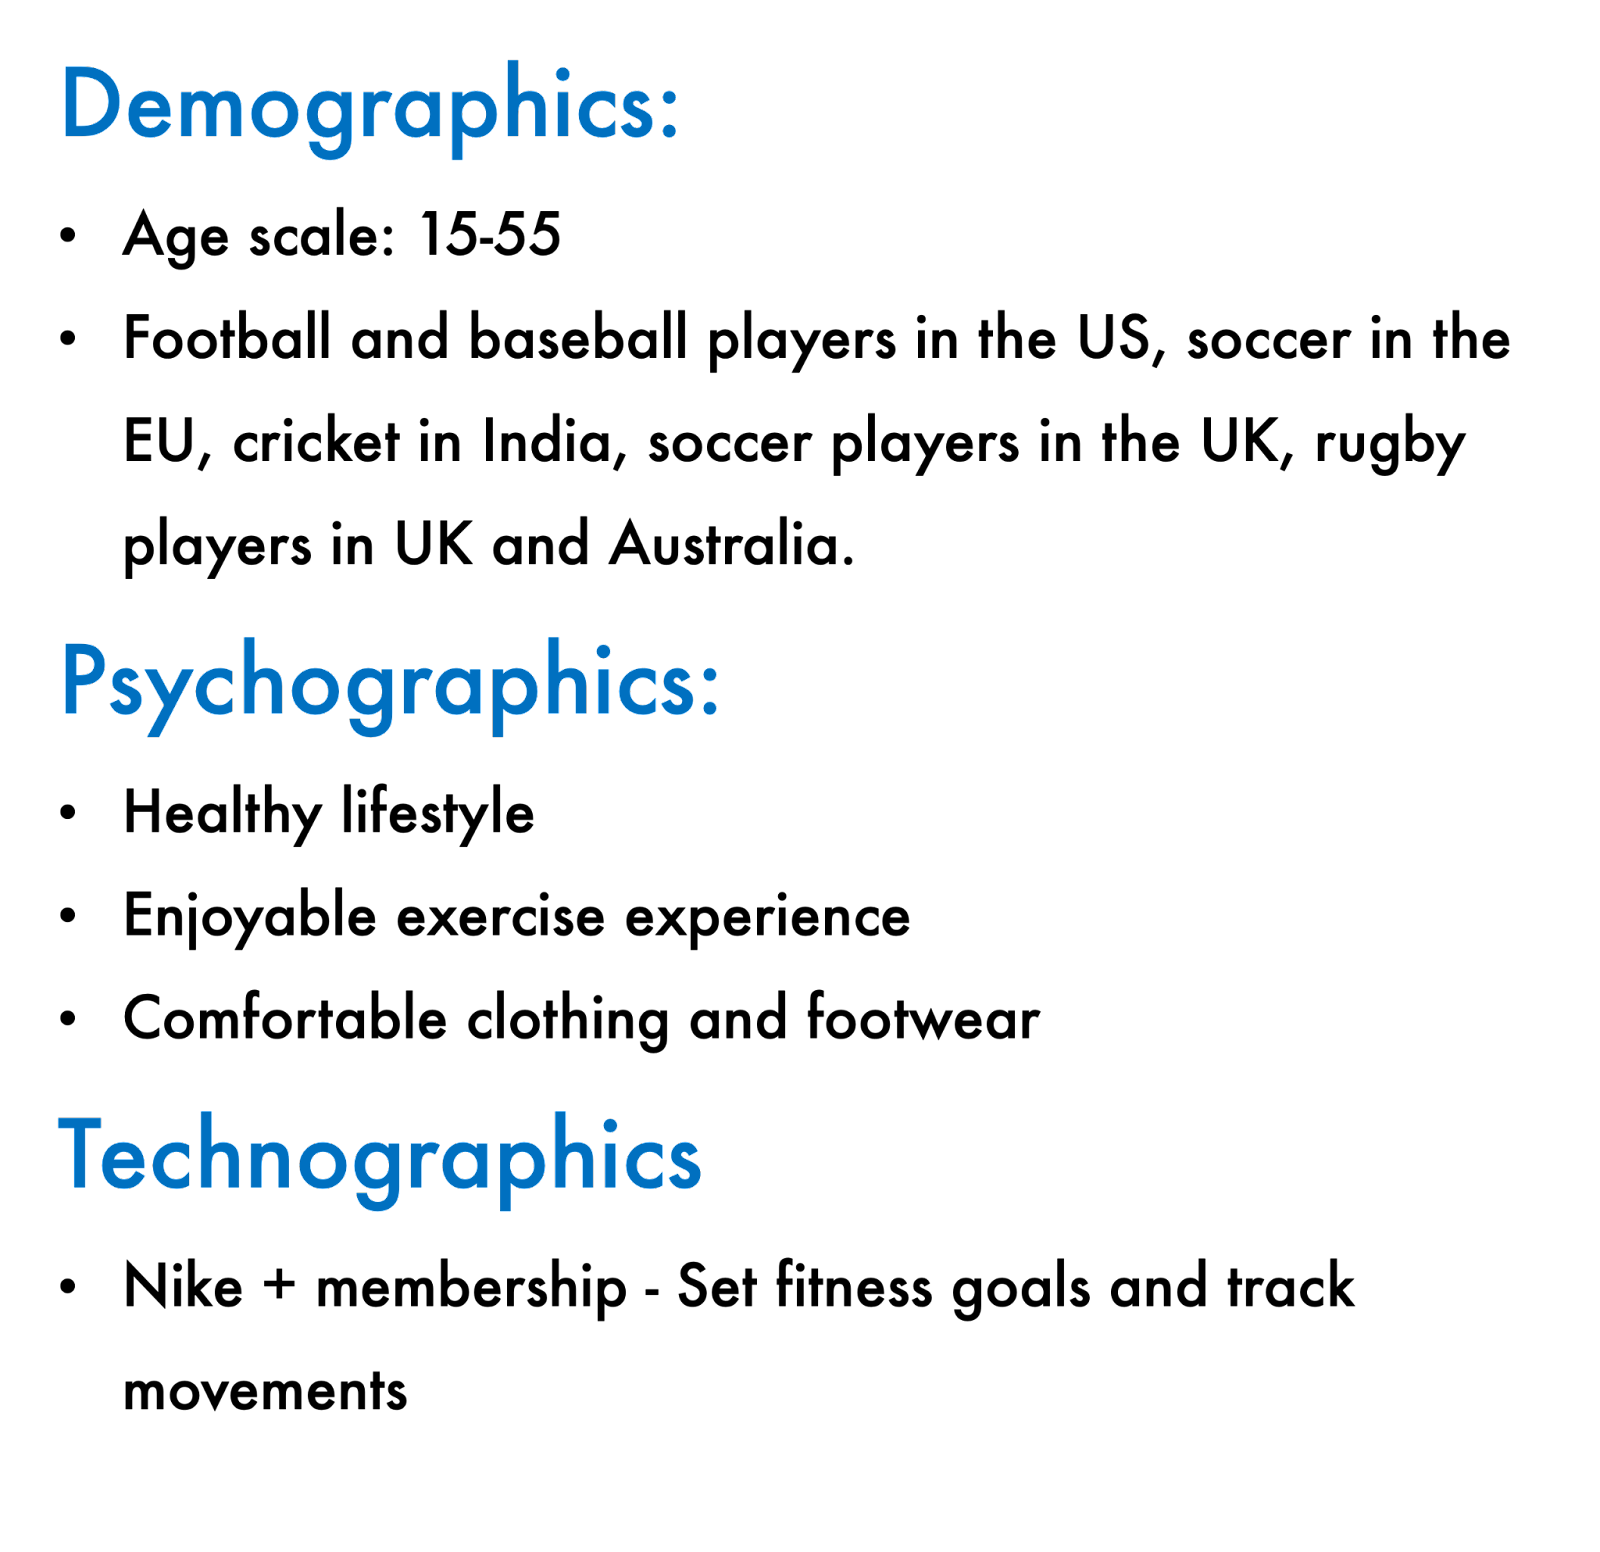 Demographics:
• Age scale: 15-55
• Football and baseball players in the US, soccer in the
EU, cricket in India, soccer players in the UK, rugby
players in UK and Australia.
Psychographics:
• Healthy lifestyle
• Enjoyable exercise experience
• Comfortable clothing and footwear
Technographics
• Nike + membership - Set fitness goals and track
movements